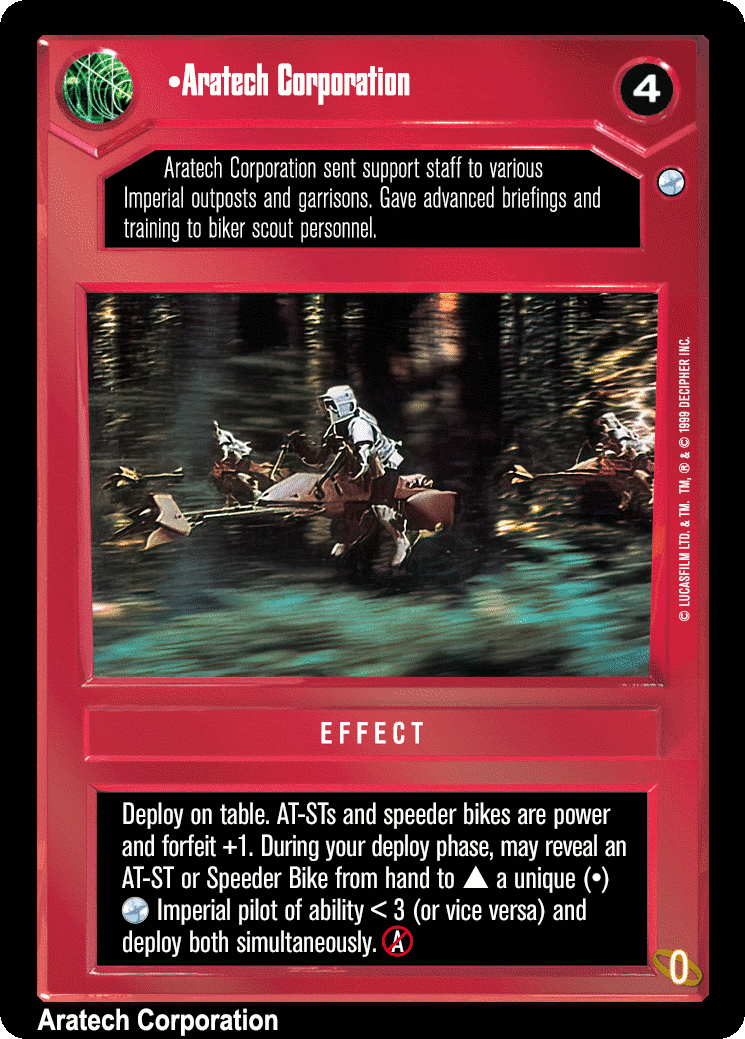 •Aratech Corporation
4
Aratech Corporation sent support staff to various
Imperial outposts and garrisons. Gave advanced briefings and
training to biker scout personnel.
© LUCASFILM LTD. & TM. TM, ® & © 1999 DECIPHER INC.
EFFECT
Deploy on table. AT-STs and speeder bikes are power
and forfeit +1. During your deploy phase, may reveal an
AT-ST or Speeder Bike from hand to ▲ a unique (•)
Imperial pilot of ability < 3 (or vice versa) and
deploy both simultaneously. A
0
Aratech Corporation